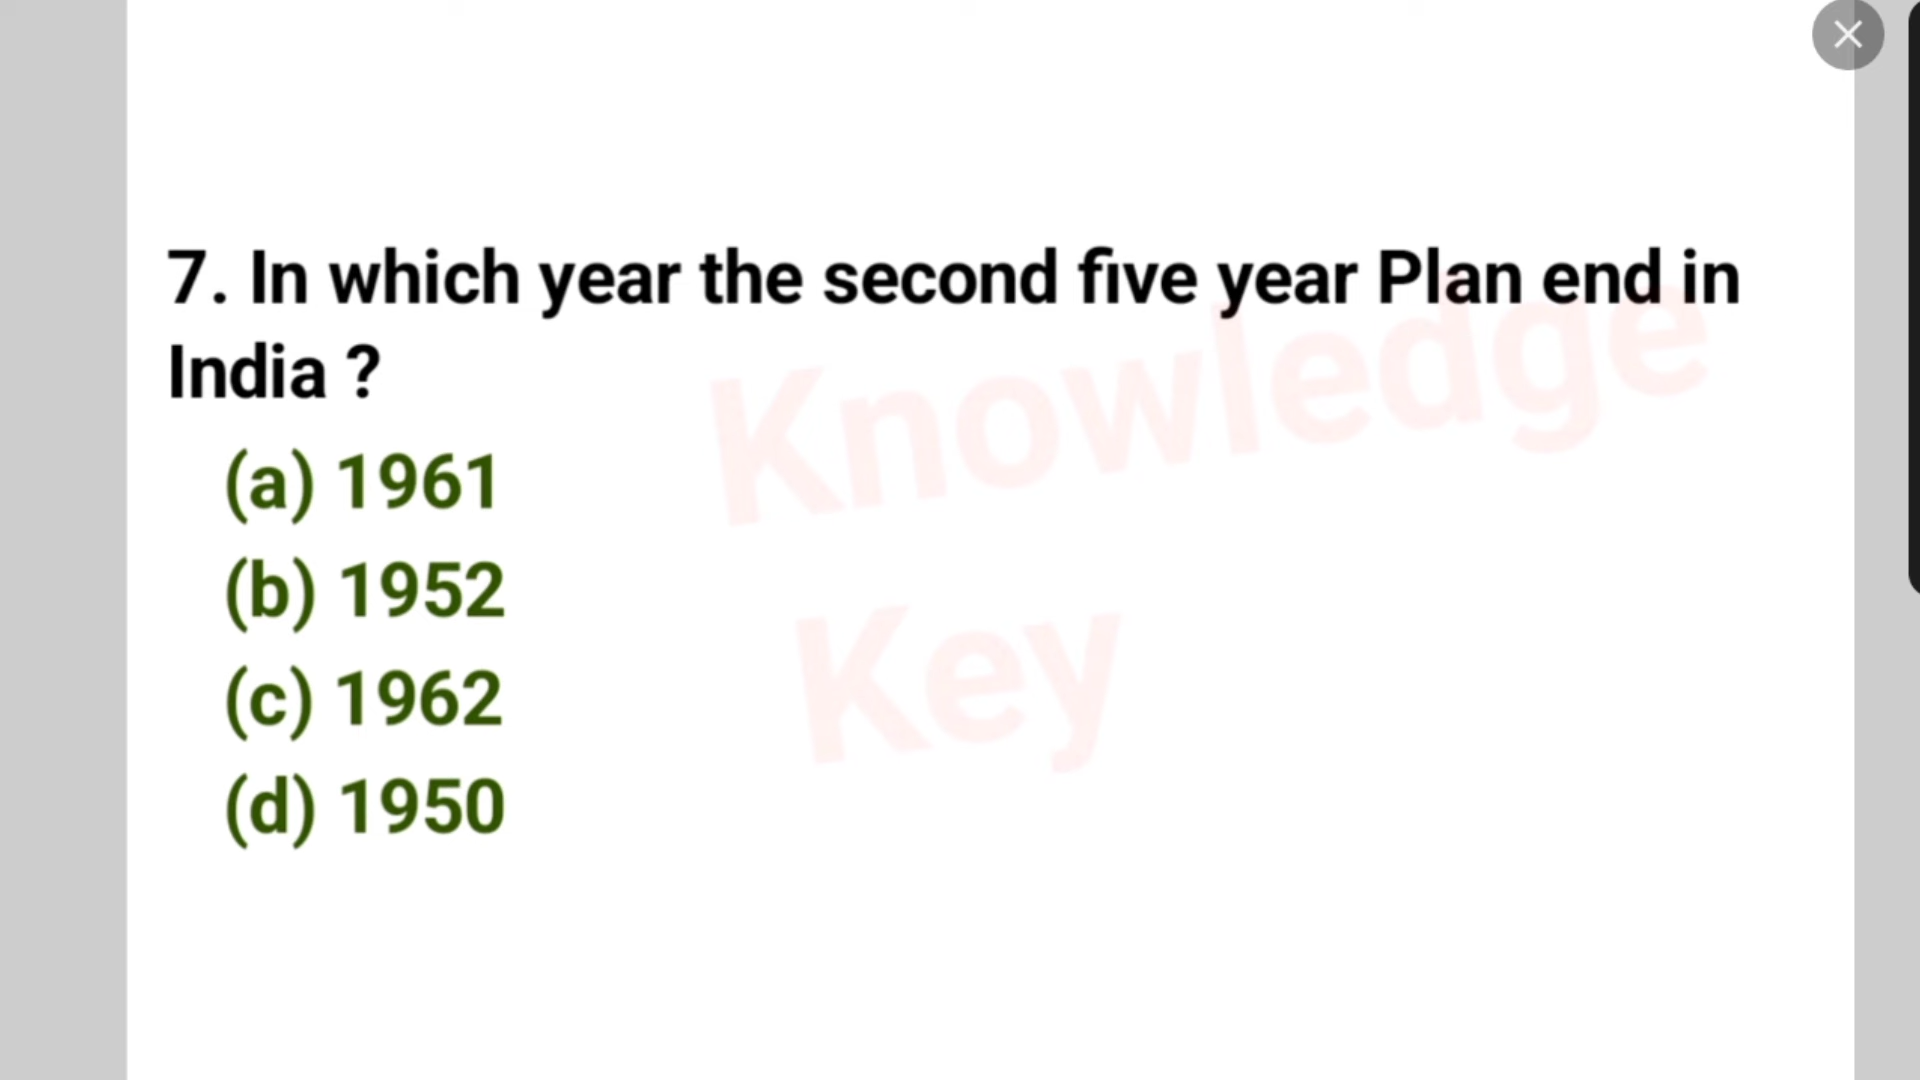 7. In which year the second five year Plan end in
India ?
(a) 1961
(b) 1952
(c) 1962
(d) 1950
Knowledge
Key